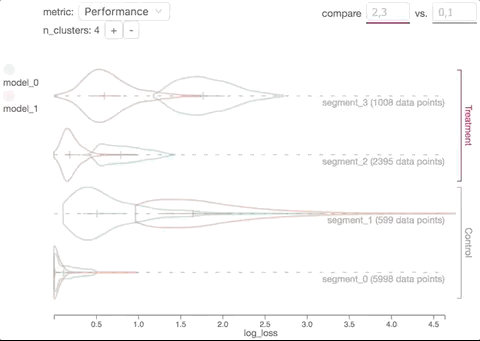 metric: Performance
compare 2,3 vs. 0,1
n_clusters: 4 + -
model_0
model_1
segment_3 (1008 data points)
Treatment
segment_2 (2395 data points)
segment_1 (599 data points)
Control
segment_0 (5998 data points)
0.5 1.0 1.5 2.0 2.5 3.0 3.5 4.0 4.5
log_loss